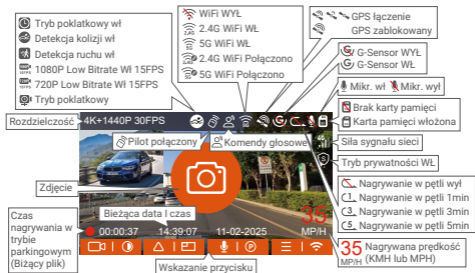 Tryb poklatkowy wł
Detekcja kolizji wł
Detekcja ruchu wł
1080P Low Bitrate Wł 15FPS
720P Low Bitrate Wł 15FPS
Tryb poklatkowy
WiFi WYŁ
2.4G WiFi WŁ
5G WiFi WŁ
2.4G WiFi Połączono
5G WiFi Połączono
GPS łączenie
GPS zablokowany
G-Sensor WYŁ
G-Sensor WŁ
Mikr. wł Mikr. wył
Brak karty pamięci
Karta pamięci włożona
Rozdzielczość
4K+1440P 30FPS
Pilot połączony
Komendy głosowe
Siła sygnału sieci
Tryb prywatności WŁ
Zdjęcie
Nagrywanie w pętli wył
1 Nagrywanie w pętli 1min
3 Nagrywanie w pętli 3min
5 Nagrywanie w pętli 5min
Czas
nagrywania w
trybie
parkingowym
(Biżący plik)
Bieżąca data I czas
00:00:37 14:39:07 11-02-2025
35
MP/H
35
MP/H
Nagrywana prędkość
(KMH lub MPH)
Wskazanie przycisku